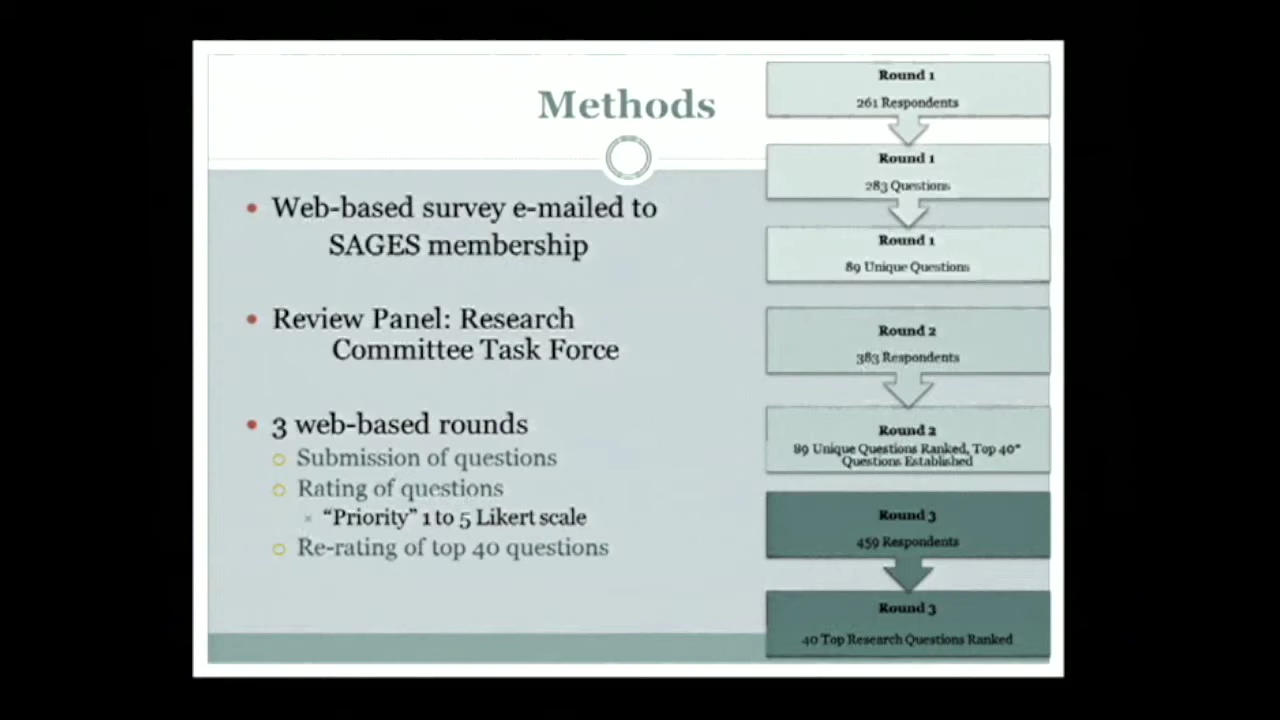 Methods
• Web-based survey e-mailed to
SAGES membership
• Review Panel: Research
Committee Task Force
• 3 web-based rounds
Submission of questions
Rating of questions
× "Priority" 1 to 5 Likert scale
Re-rating of top 40 questions
Round 1
261 Respondents
Round 1
283 Questions
Round 1
89 Unique Questions
Round 2
383 Respondents
Round 2
89 Unique Questions Ranked, Top 40*
Questions Established
Round 3
459 Respondents
Round 3
40 Top Research Questions Ranked